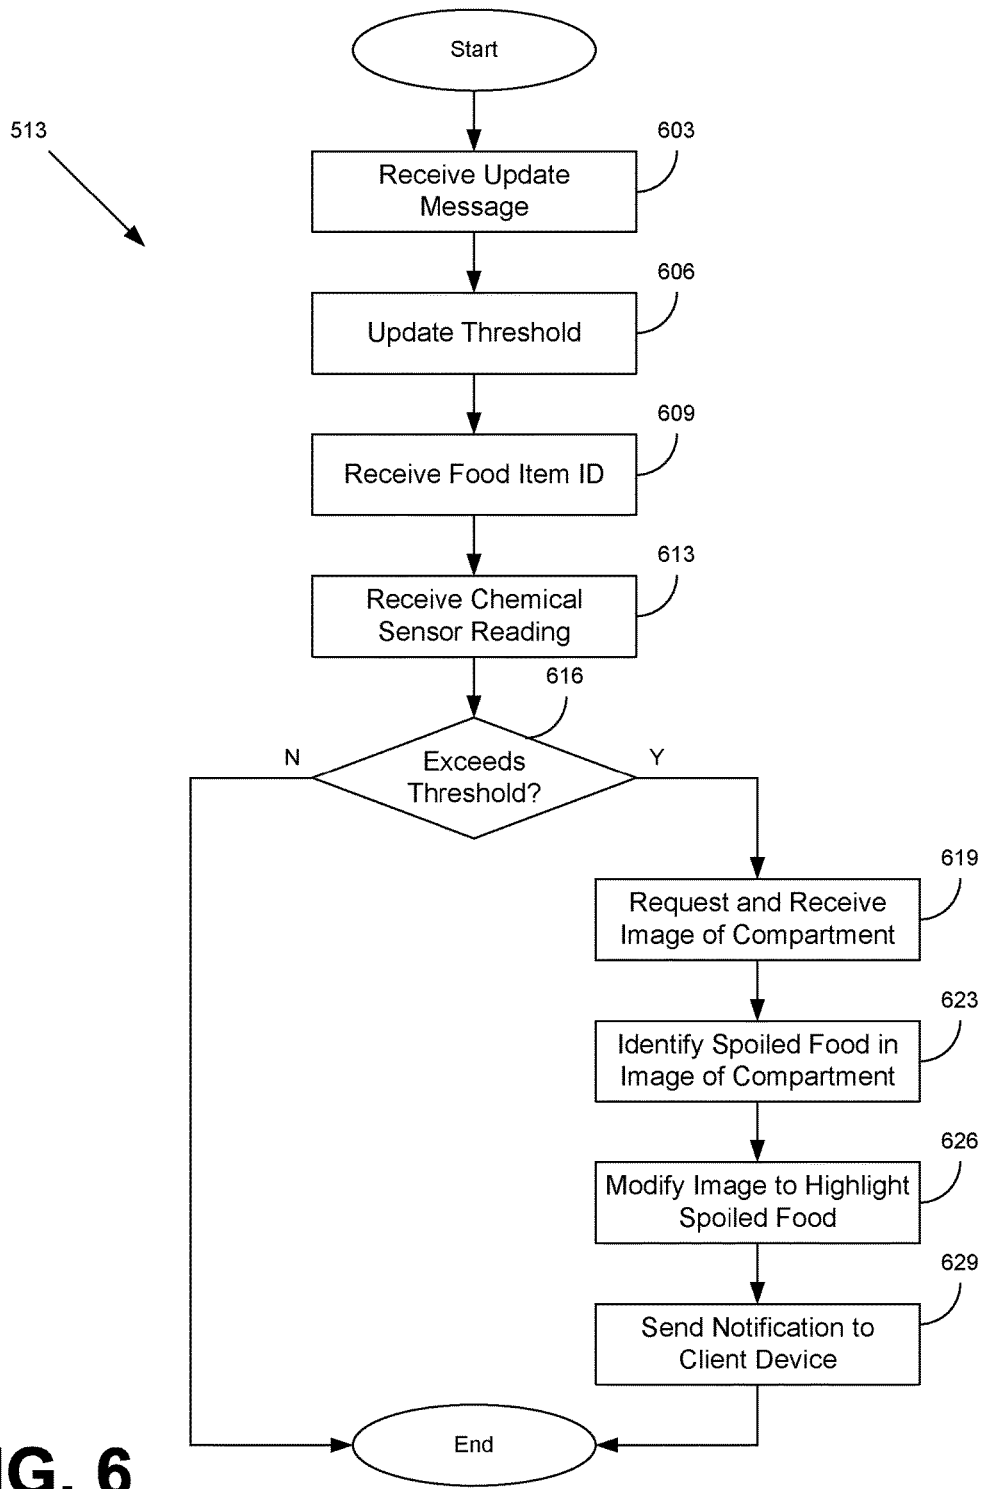 Start
513
603
Receive Update
Message
606
Update Threshold
609
Receive Food Item ID
613
Receive Chemical
Sensor Reading
616
N
Exceeds
Threshold?
Y
619
Request and Receive
Image of Compartment
623
Identify Spoiled Food in
Image of Compartment
626
Modify Image to Highlight
Spoiled Food
629
Send Notification to
Client Device
End
IG. 6